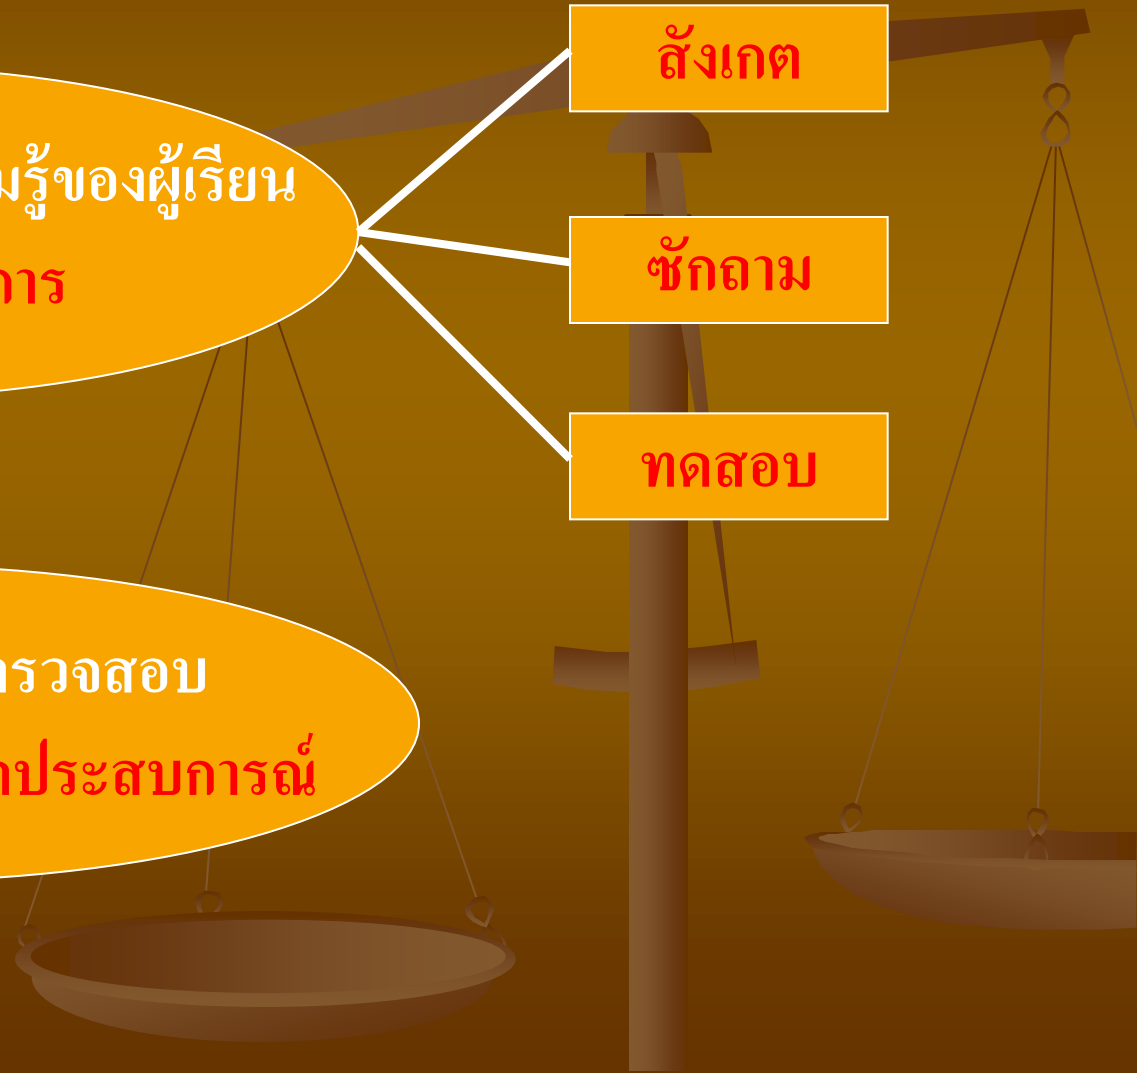 สังเกต
มรู้ของผู้เรียน
การ
ซักถาม
ทดสอบ
ตรวจสอบ
ประสบการณ์